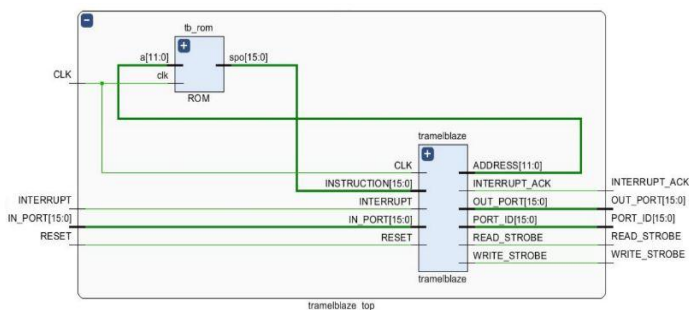 tb_rom
a[11:0] spo[15:0]
CLK clk
ROM
tramelblaze
CLK ADDRESS[11:0]
INSTRUCTION[15:0] INTERRUPT_ACK INTERRUPT_ACK
INTERRUPT INTERRUPT OUT_PORT[15:0] OUT_PORT[15:0]
IN_PORT[15:0] IN_PORT[15:0] PORT_ID[15:0] PORT_ID[15:0]
RESET RESET READ_STROBE READ_STROBE
WRITE_STROBE WRITE_STROBE
tramelblaze
tramelblaze_top